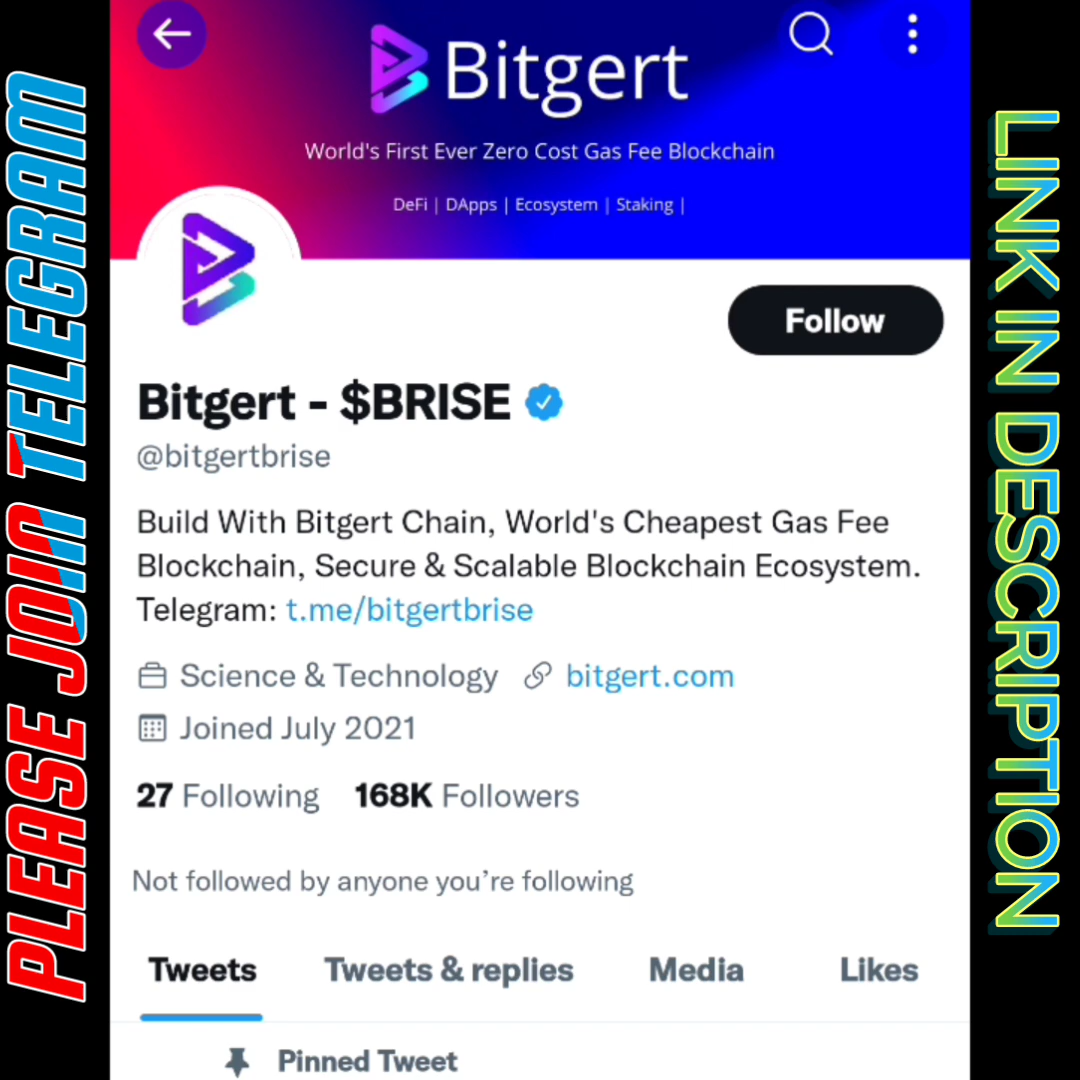 PLEASE JOIN TELEGRAM
Bitgert
World's First Ever Zero Cost Gas Fee Blockchain
DeFi | DApps | Ecosystem | Staking |
Follow
Bitgert - $BRISE
@bitgertbrise
Build With Bitgert Chain, World's Cheapest Gas Fee
Blockchain, Secure & Scalable Blockchain Ecosystem.
Telegram: t.me/bitgertbrise
Science & Technology bitgert.com
Joined July 2021
27 Following 168K Followers
Not followed by anyone you’re following
Tweets Tweets & replies Media Likes
Pinned Tweet
LINK IN DESCRIPTION